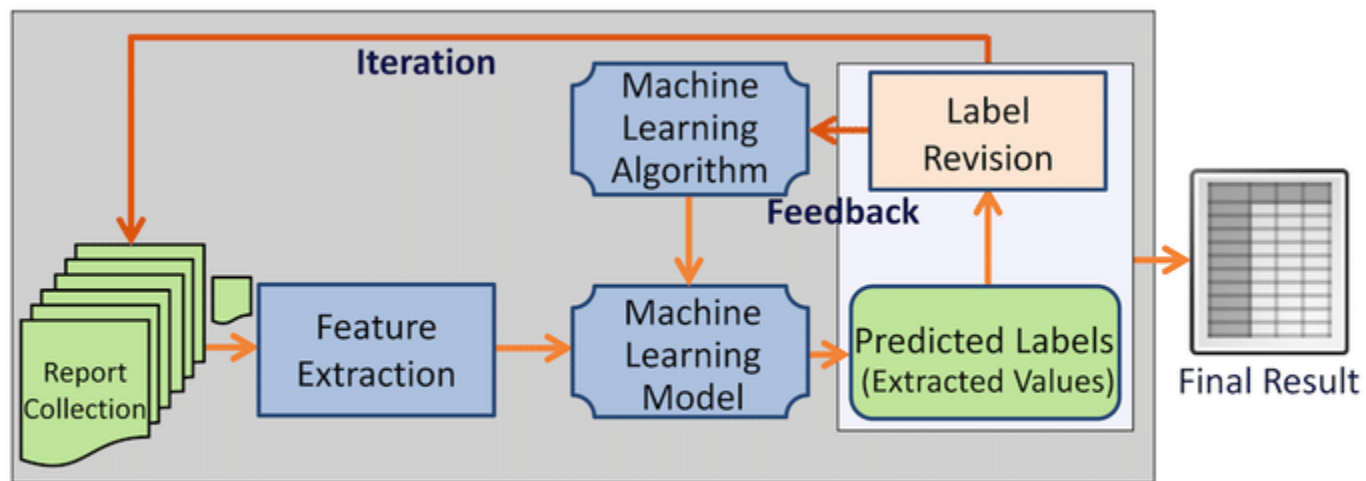 Iteration
Machine
Learning
Algorithm
Label
Revision
Feedback
Report
Collection
Feature
Extraction
Machine
Learning
Model
Predicted Labels
(Extracted Values)
Final Result